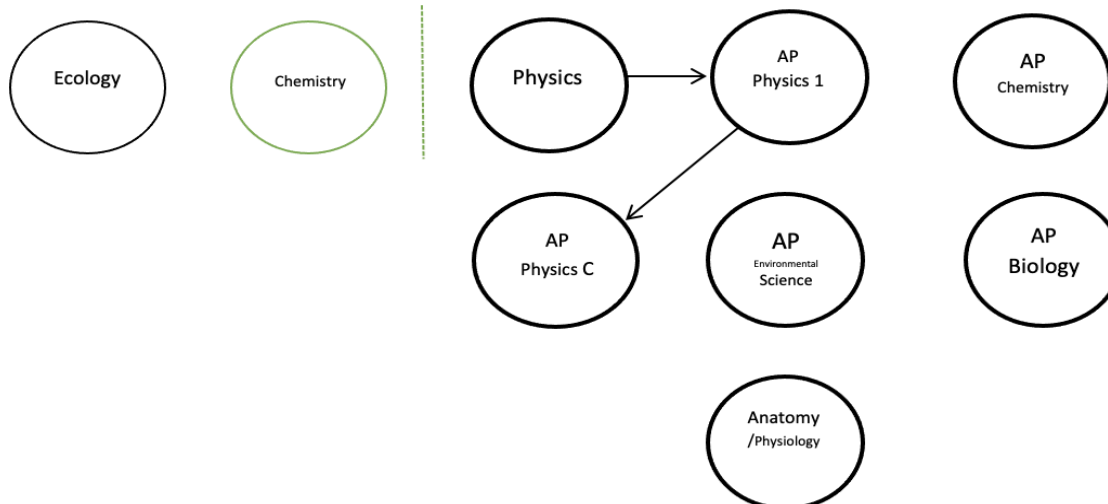 Ecology
Chemistry
Physics
AP
Physics 1
AP
Chemistry
AP
Physics C
AP
Environmental
Science
AP
Biology
Anatomy
/Physiology